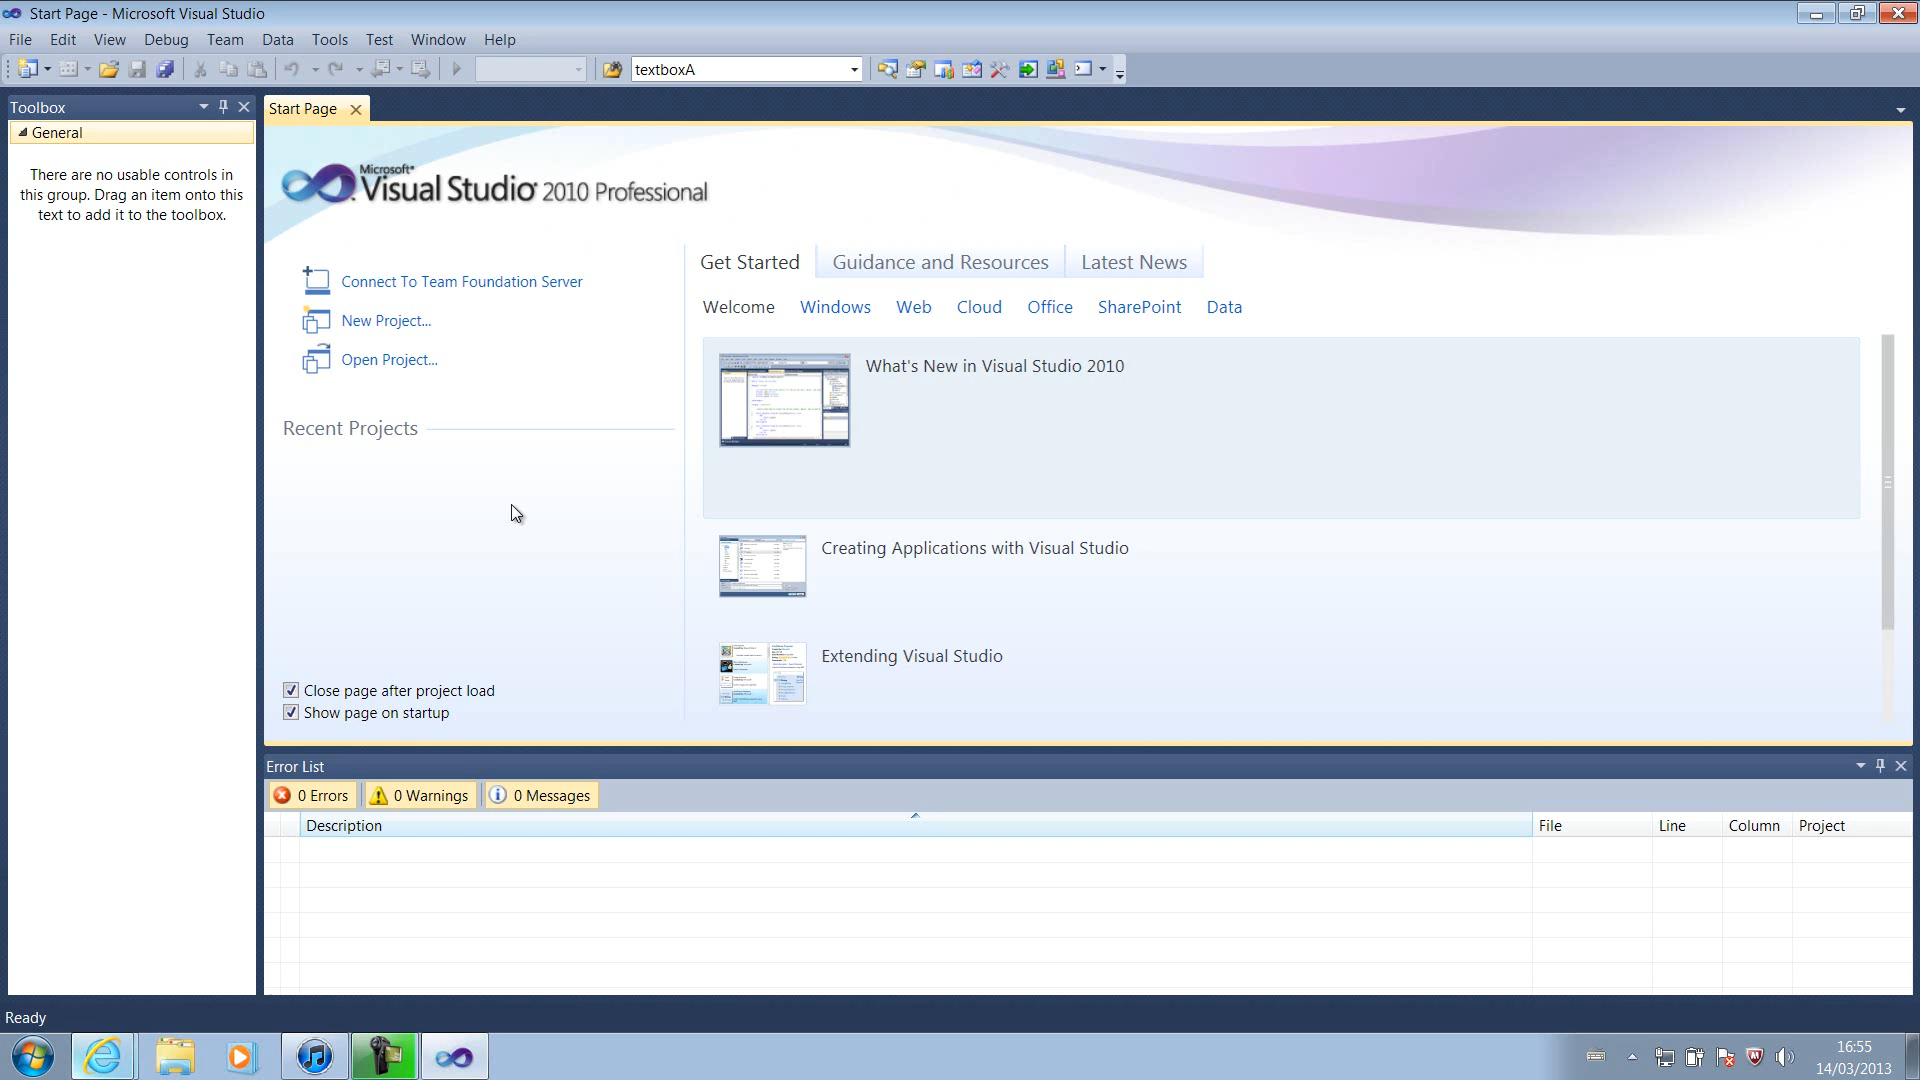 Start Page - Microsoft Visual Studio
File Edit View Debug Team Data Tools Test Window Help
textboxA
Toolbox
General
There are no usable controls in
this group. Drag an item onto this
text to add it to the toolbox.
Start Page
Microsoft®
Visual Studio 2010 Professional
Connect To Team Foundation Server
New Project...
Open Project...
Recent Projects
Close page after project load
Show page on startup
Get Started Guidance and Resources Latest News
Welcome Windows Web Cloud Office SharePoint Data
What's New in Visual Studio 2010
Creating Applications with Visual Studio
Extending Visual Studio
Error List
0 Errors 0 Warnings 0 Messages
Description File Line Column Project
Ready
16:55
14/03/2013